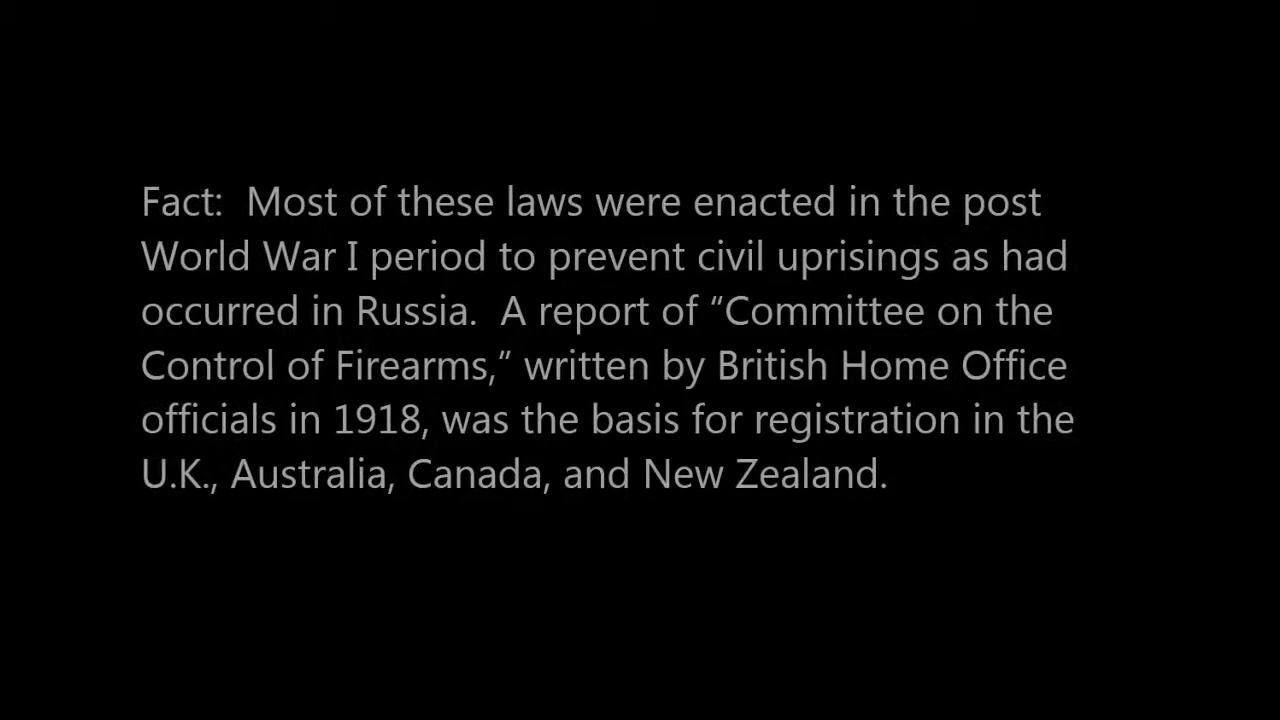 Fact:  Most of these laws were enacted in the post
World War I period to prevent civil uprisings as had
occurred in Russia.  A report of “Committee on the
Control of Firearms,” written by British Home Office
officials in 1918, was the basis for registration in the
U.K., Australia, Canada, and New Zealand.